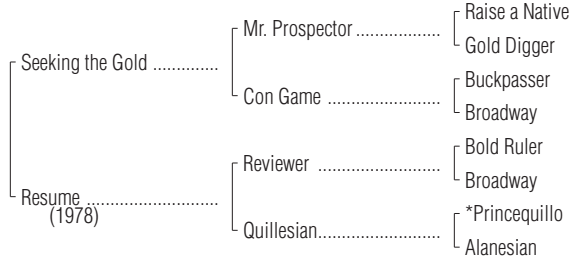 Raise a Native
Mr. Prospector ..................
Gold Digger
Seeking the Gold ..............
Buckpasser
Con Game ........................
Broadway
Bold Ruler
Reviewer ..........................
Broadway
Resume ............................
(1978)
*Princequillo
Quillesian..........................
Alanesian